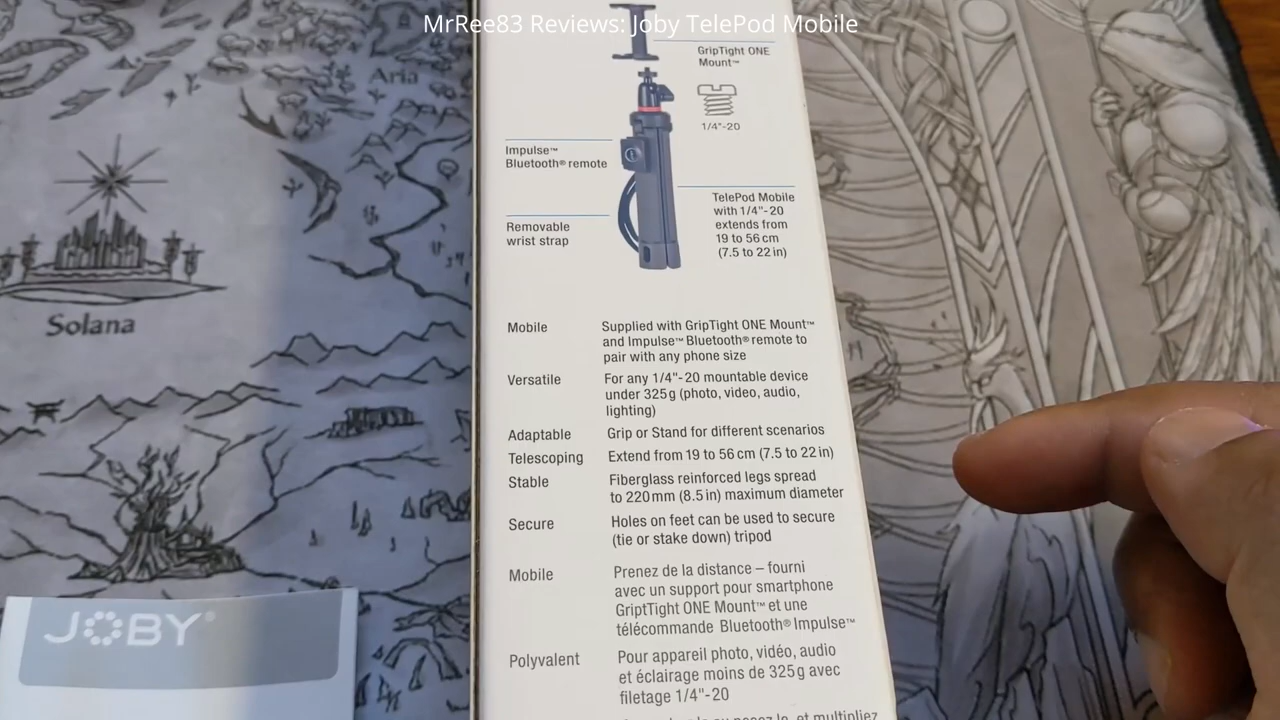 MrRee83 Reviews: Joby TelePod Mobile
Aria
GripTight ONE
Mount™
1/4"-20
Impulse™
Bluetooth® remote
TelePod Mobile
with 1/4"-20
extends from
19 to 56 cm
(7.5 to 22 in)
Removable
wrist strap
Solana
Mobile Supplied with GripTight ONE Mount™
and Impulse™ Bluetooth® remote to
pair with any phone size
Versatile For any 1/4"-20 mountable device
under 325 g (photo, video, audio,
lighting)
Adaptable Grip or Stand for different scenarios
Telescoping Extend from 19 to 56 cm (7.5 to 22 in)
Stable Fiberglass reinforced legs spread
to 220 mm (8.5 in) maximum diameter
Secure Holes on feet can be used to secure
(tie or stake down) tripod
Mobile Prenez de la distance – fourni
avec un support pour smartphone
GriptTight ONE Mount™ et une
télécommande Bluetooth® Impulse™
Polyvalent Pour appareil photo, vidéo, audio
et éclairage moins de 325 g avec
filetage 1/4"-20
et multipliez
JOBY®